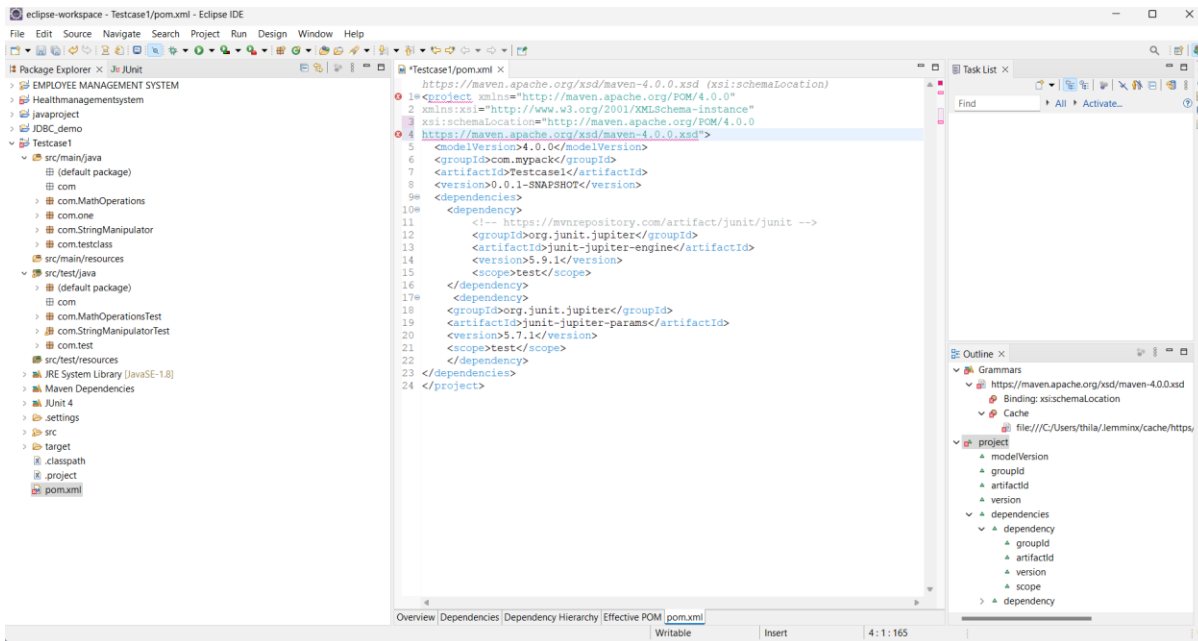 eclipse-workspace - Testcase1/pom.xml - Eclipse IDE
File Edit Source Navigate Search Project Run Design Window Help
Package Explorer JUnit
EMPLOYEE MANAGEMENT SYSTEM
Healthmanagementsystem
javaproject
JDBC_demo
Testcase1
src/main/java
(default package)
com
com.MathOperations
com.one
com.StringManipulator
com.testclass
src/main/resources
src/test/java
(default package)
com
com.MathOperationsTest
com.StringManipulatorTest
com.test
src/test/resources
JRE System Library [JavaSE-1.8]
Maven Dependencies
JUnit 4
.settings
src
target
.classpath
.project
pom.xml
*Testcase1/pom.xml
https://maven.apache.org/xsd/maven-4.0.0.xsd (xsi:schemaLocation)
1 <project xmlns="http://maven.apache.org/POM/4.0.0"
2 xmlns:xsi="http://www.w3.org/2001/XMLSchema-instance"
3 xsi:schemaLocation="http://maven.apache.org/POM/4.0.0
4 https://maven.apache.org/xsd/maven-4.0.0.xsd">
5 <modelVersion>4.0.0</modelVersion>
6 <groupId>com.mypack</groupId>
7 <artifactId>Testcase1</artifactId>
8 <version>0.0.1-SNAPSHOT</version>
9 <dependencies>
10 <dependency>
11 <!-- https://mvnrepository.com/artifact/junit/junit -->
12 <groupId>org.junit.jupiter</groupId>
13 <artifactId>junit-jupiter-engine</artifactId>
14 <version>5.9.1</version>
15 <scope>test</scope>
16 </dependency>
17 <dependency>
18 <groupId>org.junit.jupiter</groupId>
19 <artifactId>junit-jupiter-params</artifactId>
20 <version>5.7.1</version>
21 <scope>test</scope>
22 </dependency>
23 </dependencies>
24 </project>
Overview Dependencies Dependency Hierarchy Effective POM pom.xml
Task List
Find All Activate...
Outline
Grammars
https://maven.apache.org/xsd/maven-4.0.0.xsd
Binding: xsi:schemaLocation
Cache
file:///C:/Users/thila/.lemminx/cache/https/
project
modelVersion
groupId
artifactId
version
dependencies
dependency
groupId
artifactId
version
scope
dependency
Writable Insert 4 : 1 : 165